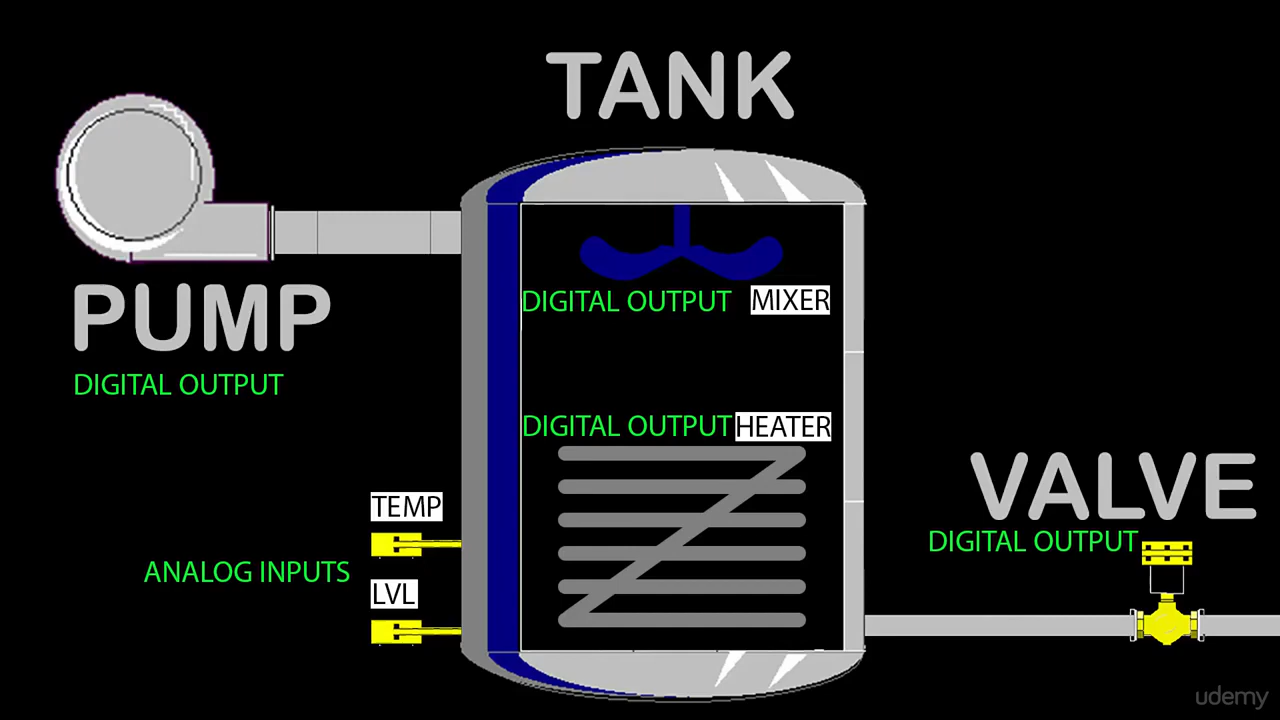 TANK
PUMP
DIGITAL OUTPUT
DIGITAL OUTPUT MIXER
DIGITAL OUTPUT HEATER
TEMP
ANALOG INPUTS
LVL
VALVE
DIGITAL OUTPUT
udemy